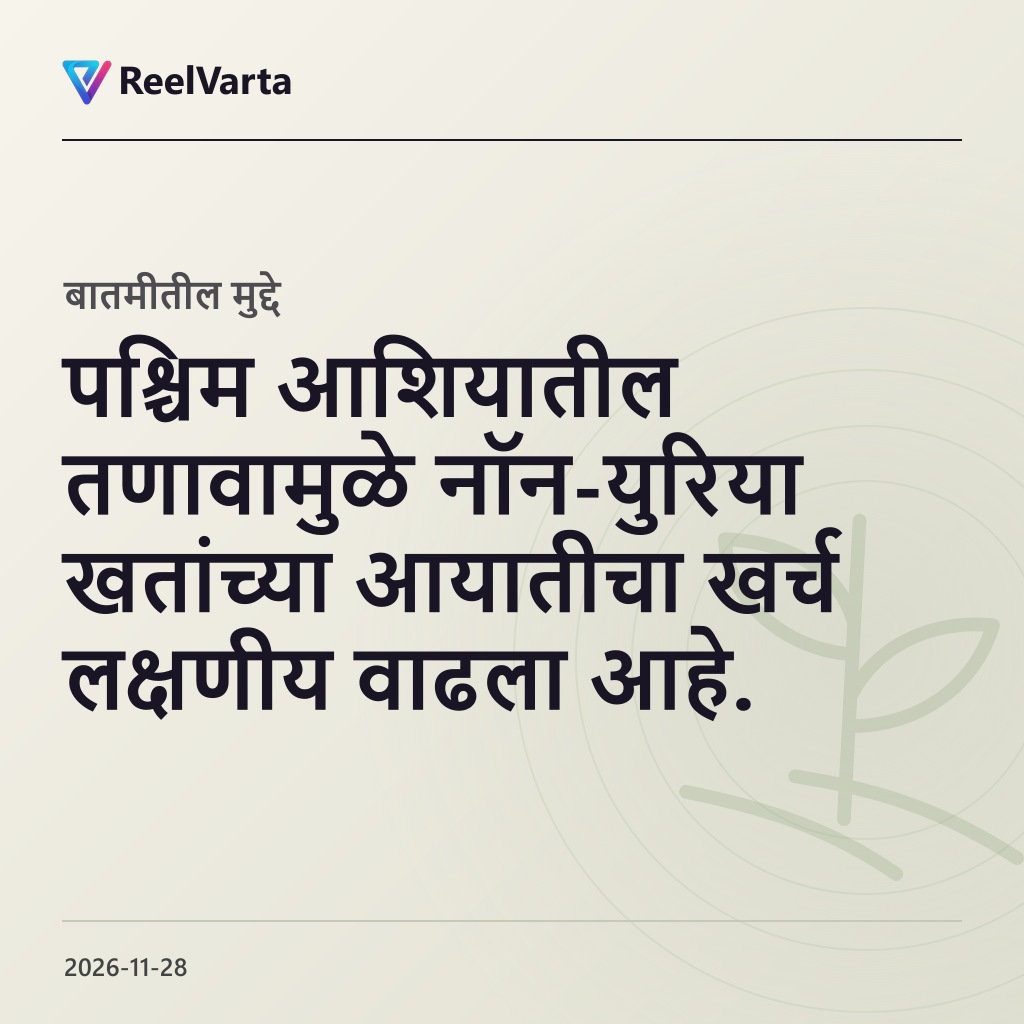 ReelVarta
बातमीतील मुद्दे
पश्चिम आशियातील
तणावामुळे नॉन-युरिया
खतांच्या आयातीचा खर्च
लक्षणीय वाढला आहे.
2026-11-28